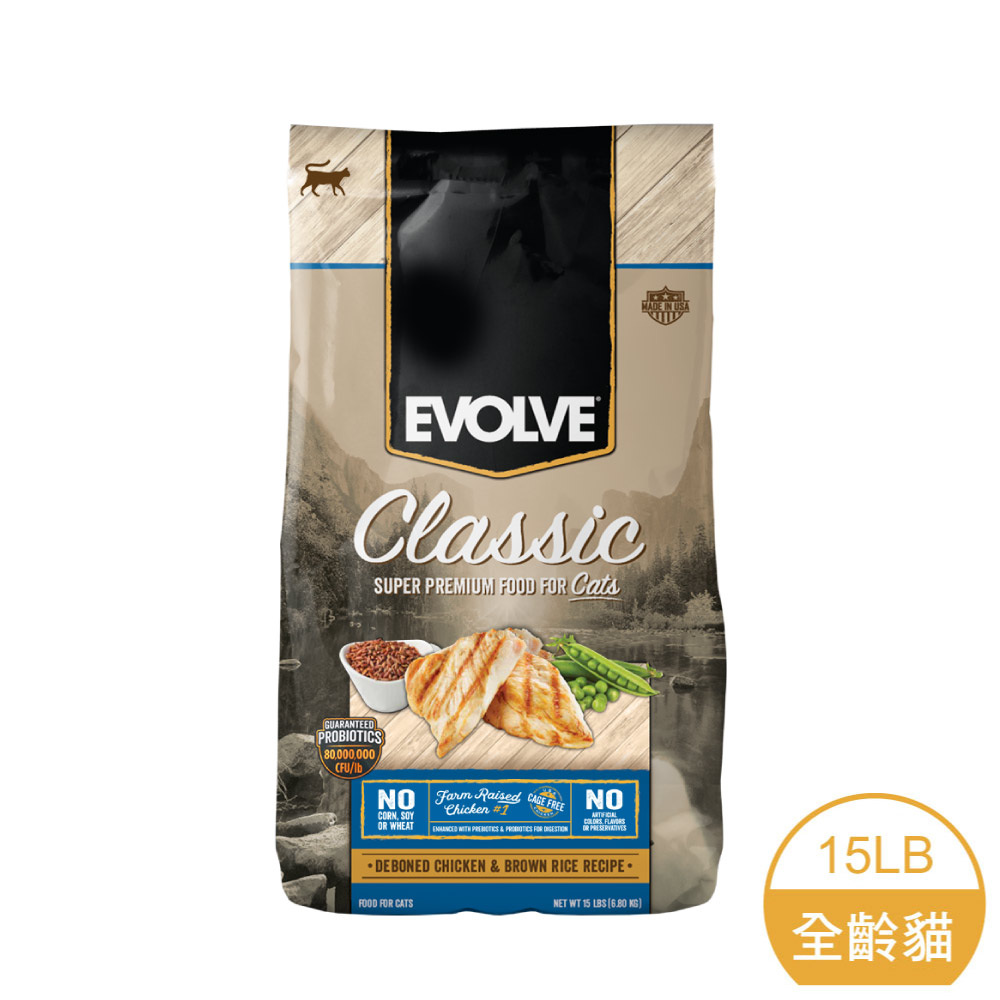 MADE IN USA
EVOLVE®
Classic
SUPER PREMIUM FOOD FOR Cats
GUARANTEED
PROBIOTICS
80,000,000
CFU/lb
NO
CORN, SOY
OR WHEAT
Farm Raised
Chicken #1
CAGE FREE
ENHANCED WITH PREBIOTICS & PROBIOTICS FOR DIGESTION
NO
ARTIFICIAL
COLORS, FLAVORS
OR PRESERVATIVES
• DEBONED CHICKEN & BROWN RICE RECIPE •
FOOD FOR CATS
NET WT 15 LBS (6.80 KG)
15LB
全齡貓